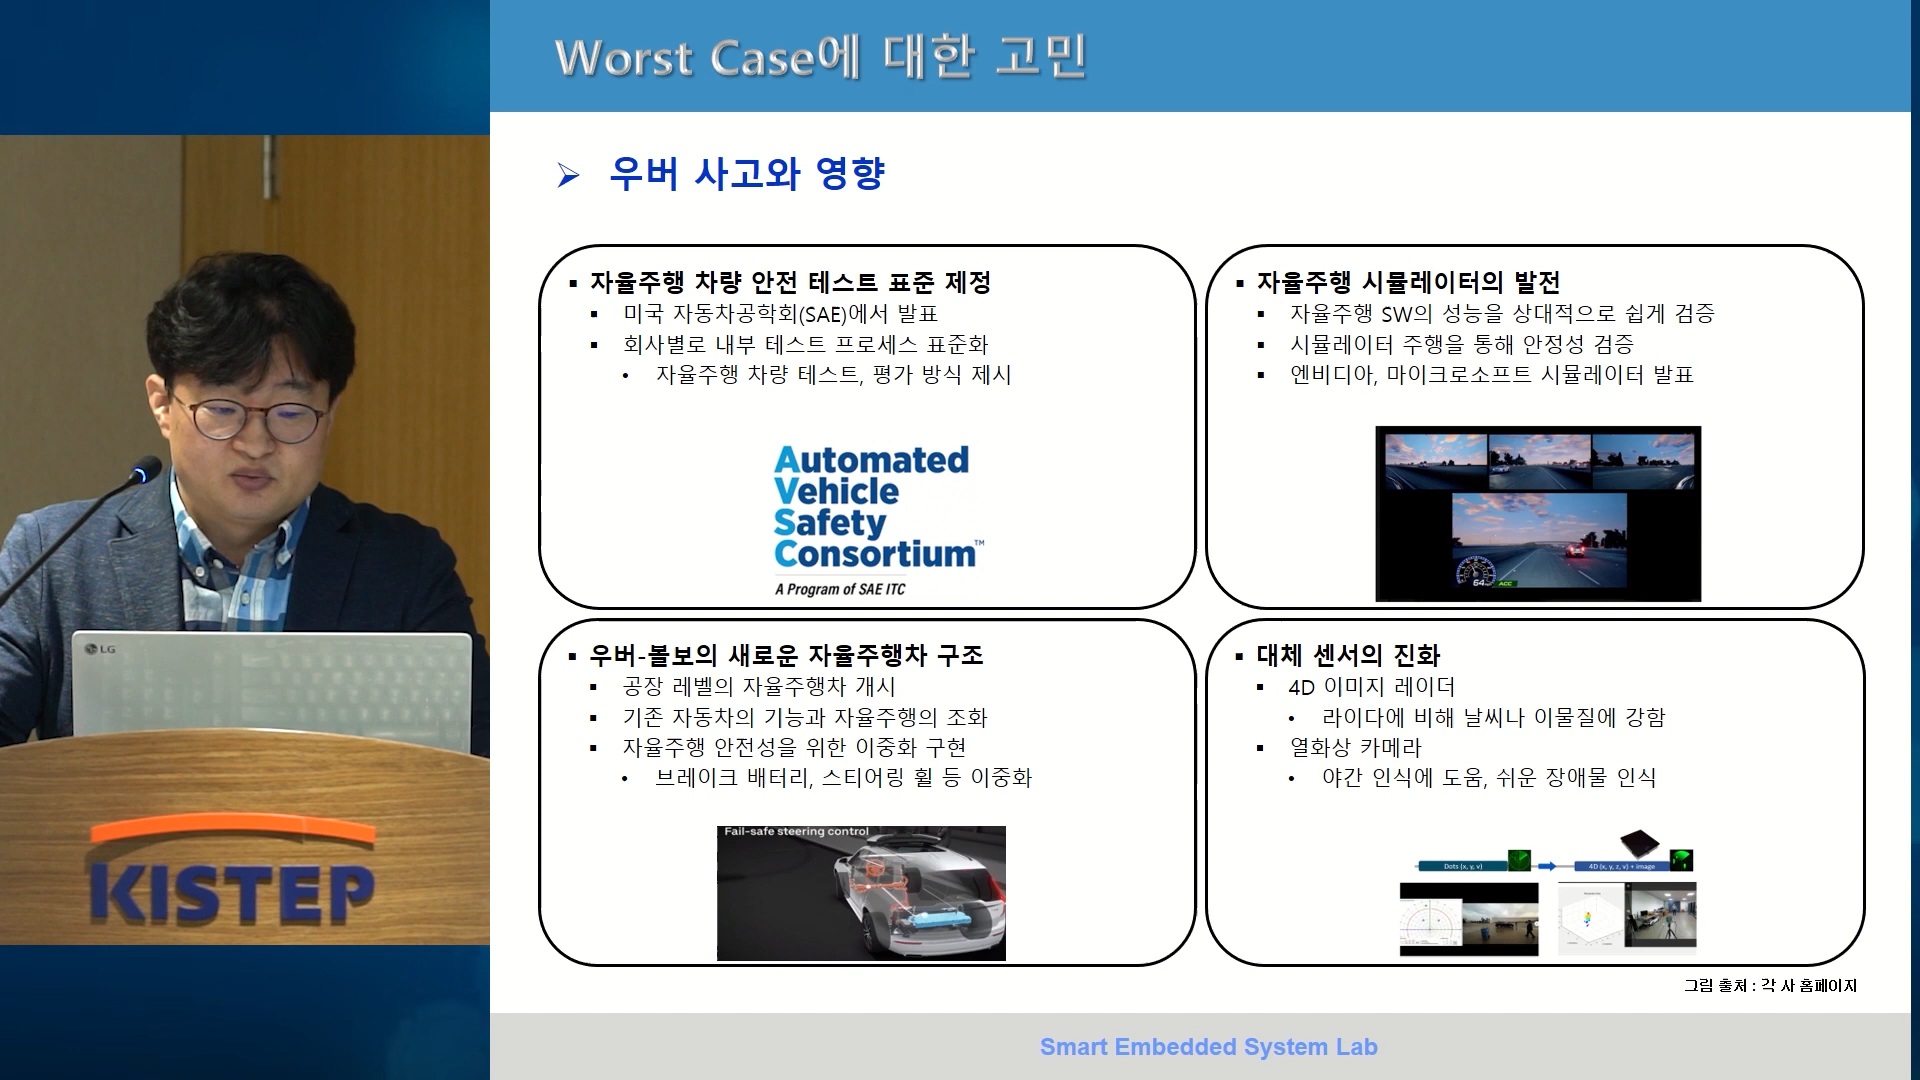 Worst Case에 대한 고민
➢ 우버 사고와 영향
▪ 자율주행 차량 안전 테스트 표준 제정
▪ 미국 자동차공학회(SAE)에서 발표
▪ 회사별로 내부 테스트 프로세스 표준화
• 자율주행 차량 테스트, 평가 방식 제시
Automated
Vehicle
Safety
Consortium™
A Program of SAE ITC
▪ 자율주행 시뮬레이터의 발전
▪ 자율주행 SW의 성능을 상대적으로 쉽게 검증
▪ 시뮬레이터 주행을 통해 안정성 검증
▪ 엔비디아, 마이크로소프트 시뮬레이터 발표
64
ACC
▪ 우버-볼보의 새로운 자율주행차 구조
▪ 공장 레벨의 자율주행차 개시
▪ 기존 자동차의 기능과 자율주행의 조화
▪ 자율주행 안전성을 위한 이중화 구현
• 브레이크 배터리, 스티어링 휠 등 이중화
Fail-safe steering control
▪ 대체 센서의 진화
▪ 4D 이미지 레이더
• 라이다에 비해 날씨나 이물질에 강함
▪ 열화상 카메라
• 야간 인식에 도움, 쉬운 장애물 인식
Dots (x, y, v)
4D (x, y, z, v) + image
그림 출처 : 각 사 홈페이지
Smart Embedded System Lab
LG
KISTEP